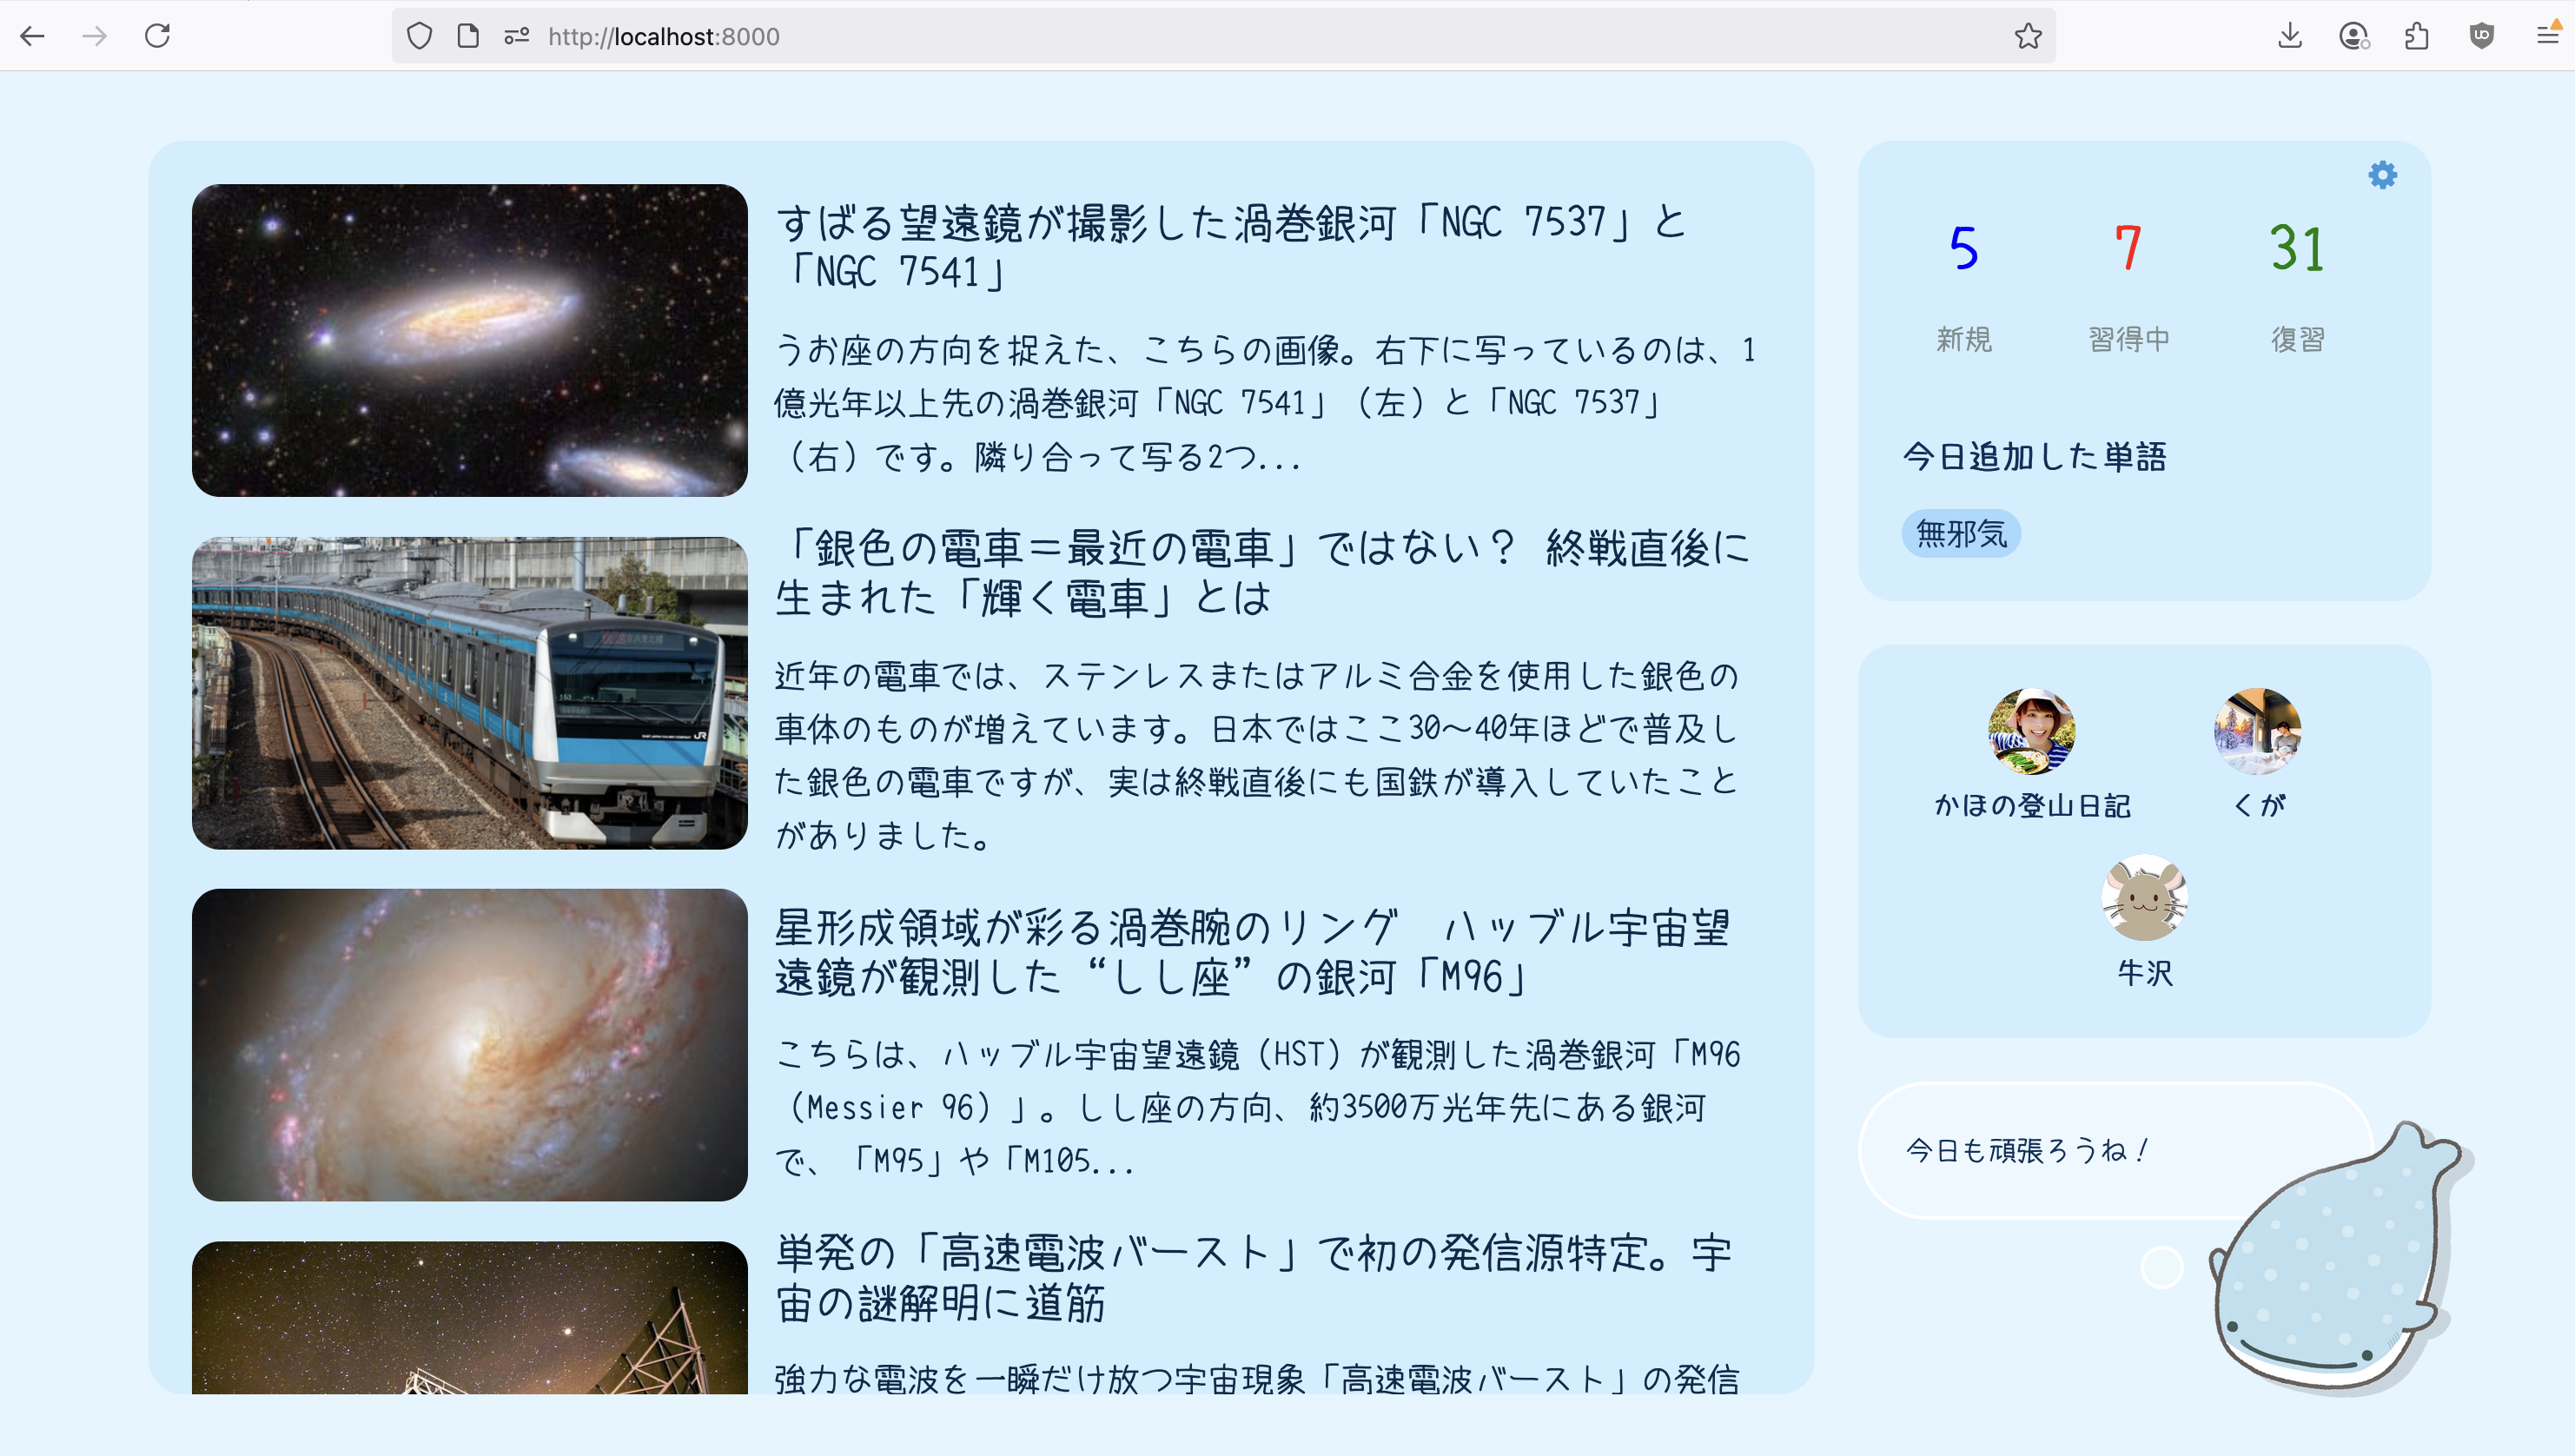 http://localhost:8000
すばる望遠鏡が撮影した渦巻銀河「NGC 7537」と
「NGC 7541」
うお座の方向を捉えた、こちらの画像。右下に写っているのは、1
億光年以上先の渦巻銀河「NGC 7541」（左）と「NGC 7537」
（右）です。隣り合って写る2つ...
「銀色の電車＝最近の電車」ではない？ 終戦直後に
生まれた「輝く電車」とは
近年の電車では、ステンレスまたはアルミ合金を使用した銀色の
車体のものが増えています。日本ではここ30〜40年ほどで普及し
た銀色の電車ですが、実は終戦直後にも国鉄が導入していたこと
がありました。
星形成領域が彩る渦巻腕のリング　ハッブル宇宙望
遠鏡が観測した“しし座”の銀河「M96」
こちらは、ハッブル宇宙望遠鏡（HST）が観測した渦巻銀河「M96
（Messier 96）」。しし座の方向、約3500万光年先にある銀河
で、「M95」や「M105...
単発の「高速電波バースト」で初の発信源特定。宇
宙の謎解明に道筋
強力な電波を一瞬だけ放つ宇宙現象「高速電波バースト」の発信
5 7 31
新規 習得中 復習
今日追加した単語
無邪気
かほの登山日記 くが
牛沢
今日も頑張ろうね！
JR